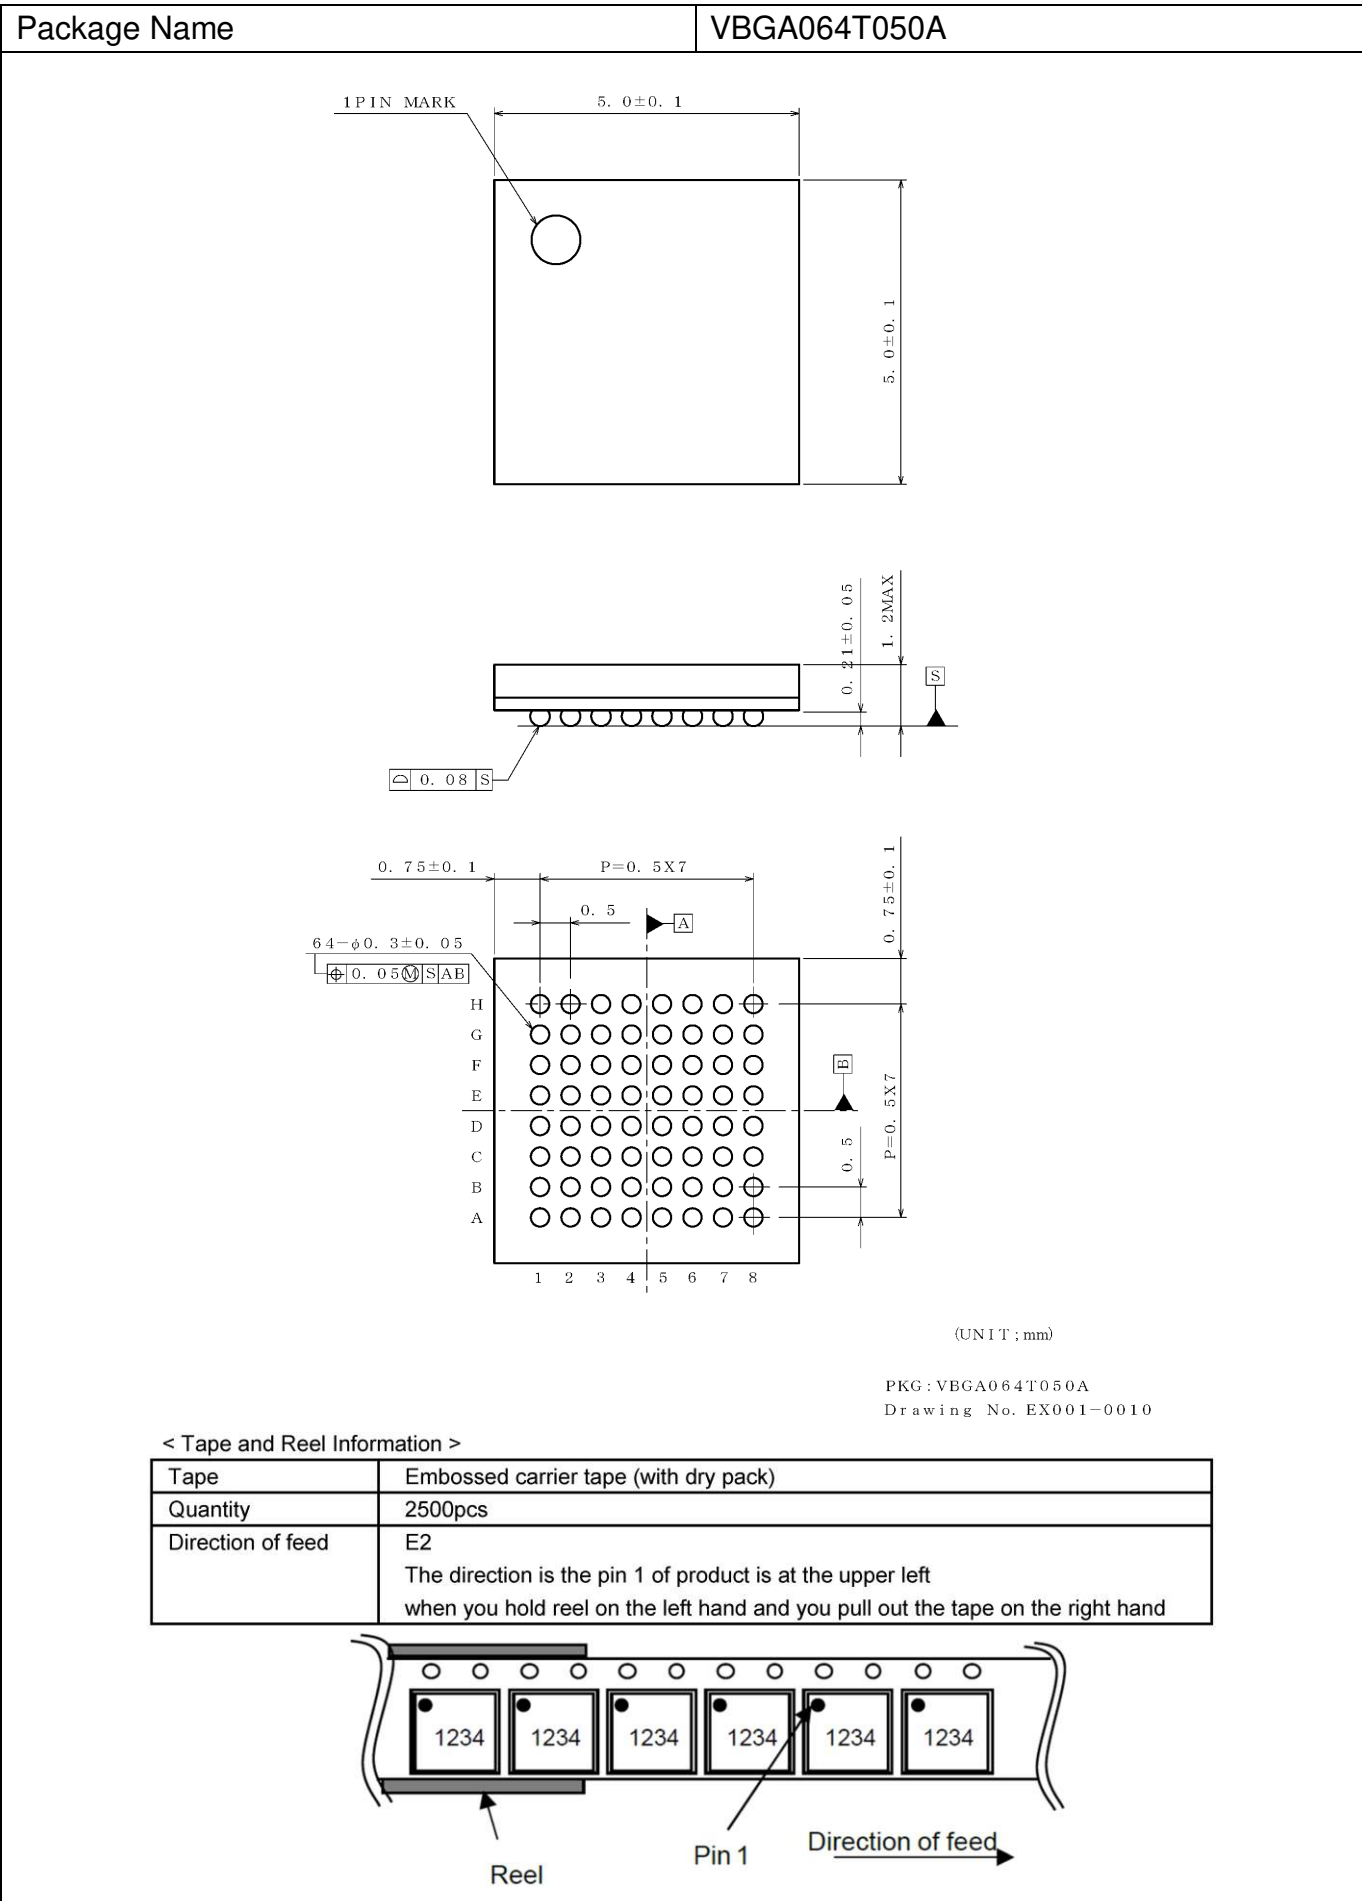 Package Name
VBGA064T050A
1PIN MARK
5. 0±0. 1
5. 0±0. 1
0. 21±0. 05
1. 2MAX
S
⌓ 0. 08 S
0. 75±0. 1
P=0. 5X7
0. 75±0. 1
0. 5
A
64-φ0. 3±0. 05
⌖ 0. 05Ⓜ S AB
H
G
F
B
E
P=0. 5X7
D
0. 5
C
B
A
1 2 3 4 5 6 7 8
(UNIT ; mm)
PKG : VBGA064T050A
Drawing No. EX001-0010
< Tape and Reel Information >
Tape
Embossed carrier tape (with dry pack)
Quantity
2500pcs
Direction of feed
E2
The direction is the pin 1 of product is at the upper left
when you hold reel on the left hand and you pull out the tape on the right hand
1234 1234 1234 1234 1234 1234
Reel
Pin 1
Direction of feed